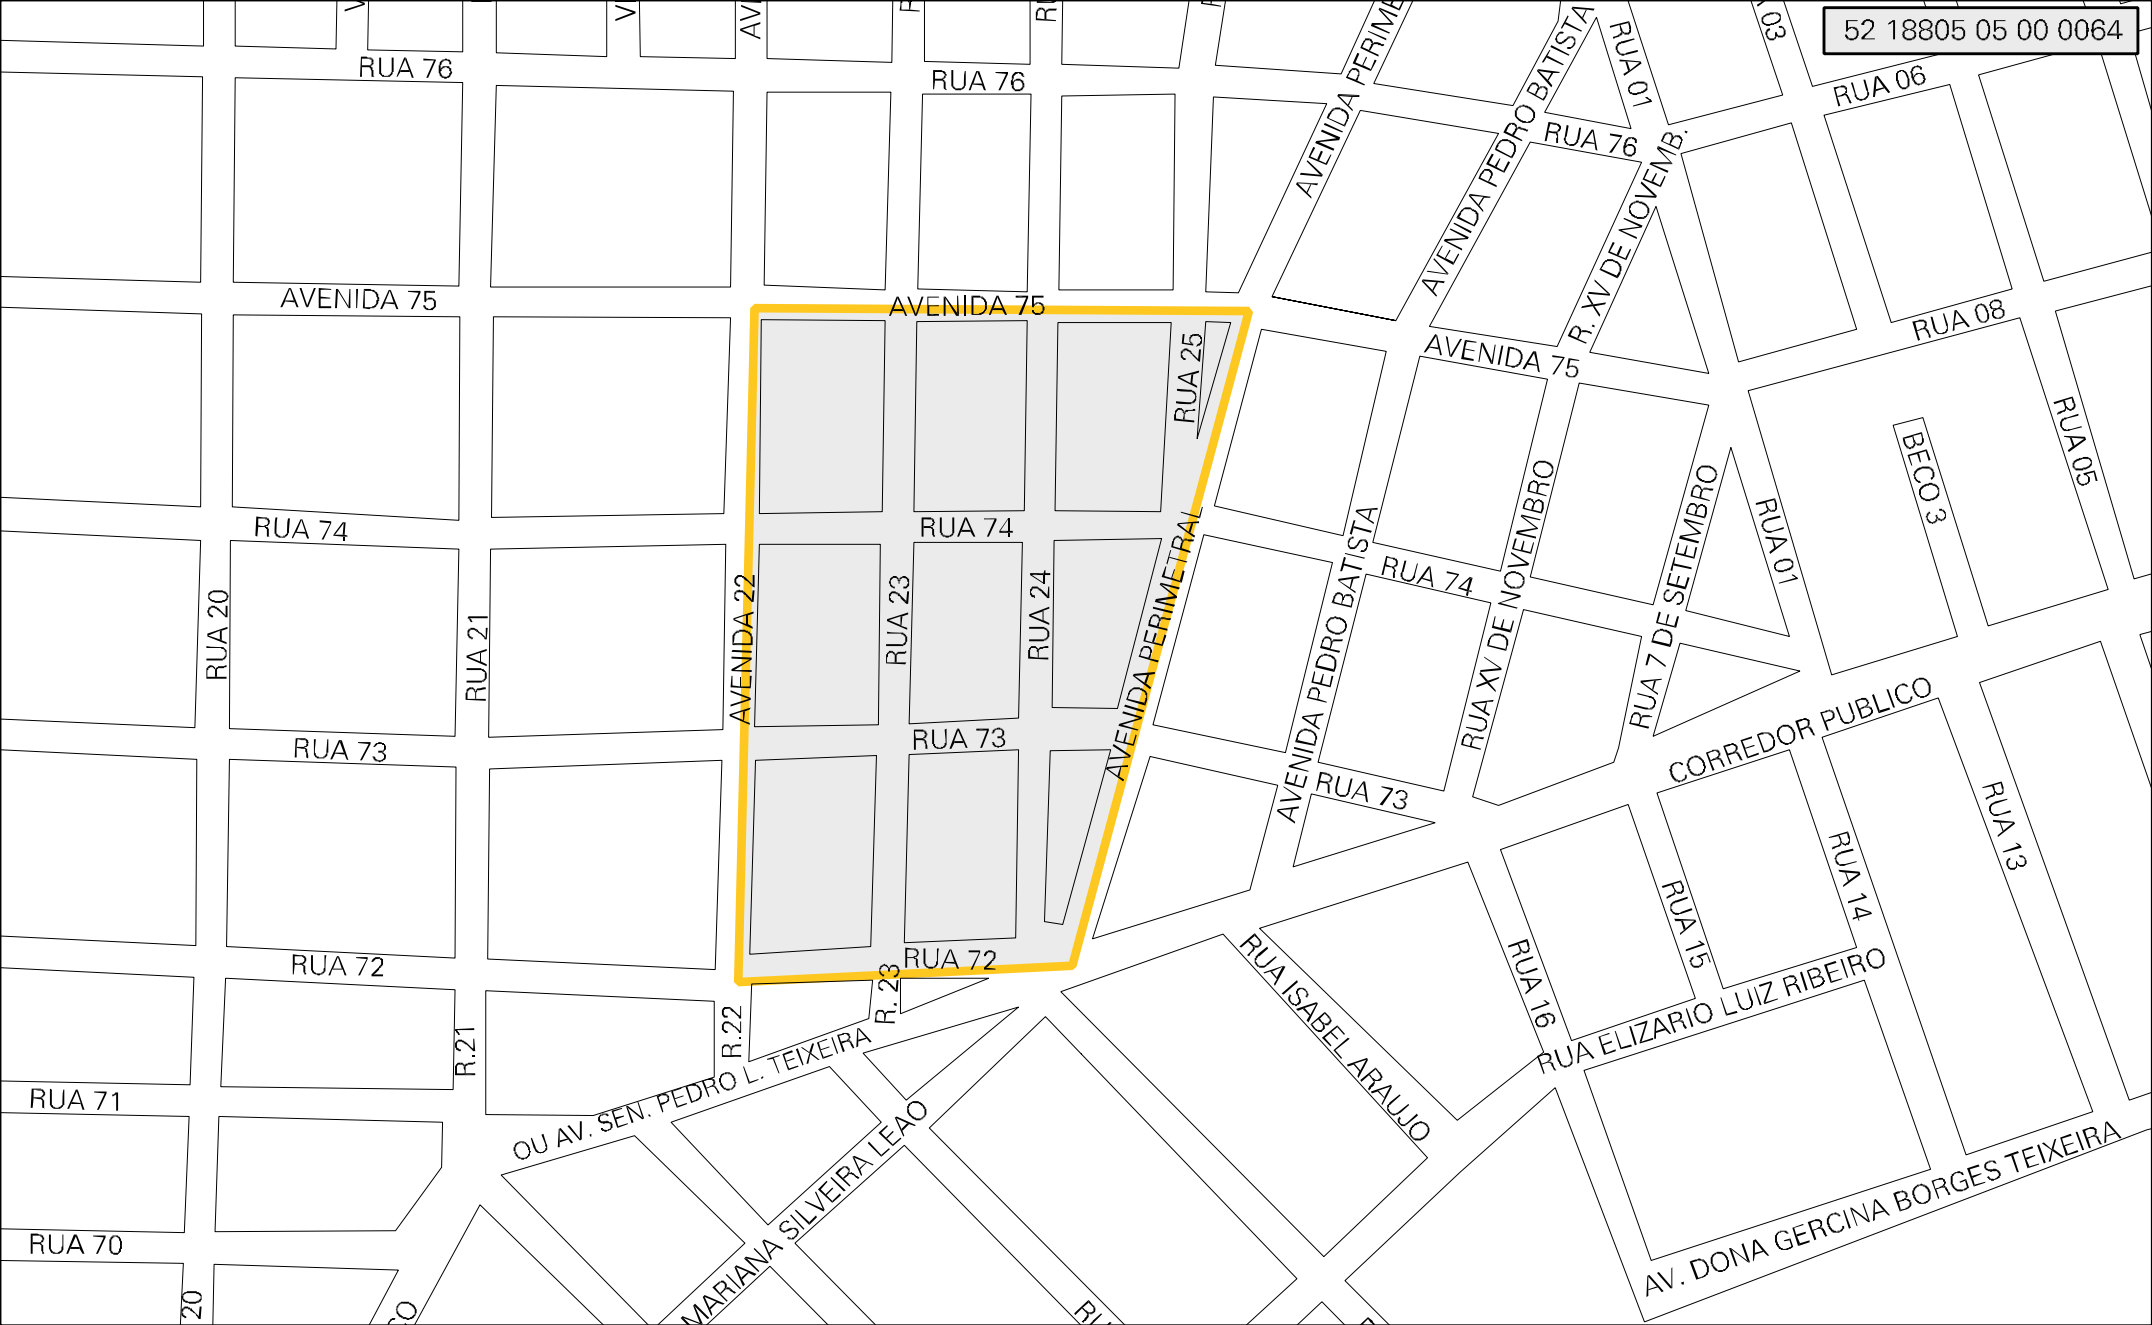 52 18805 05 00 0064
RUA 76
RUA 76
AVENIDA PEDRO BATISTA
RUA 01
03
RUA 06
RUA 76
R. XV DE NOVEMB.
AVENIDA 75
AVENIDA 75
AVENIDA 75
RUA 08
RUA 25
BECO 3
RUA 05
RUA 74
RUA 74
RUA 74
RUA 01
RUA 20
RUA 21
AVENIDA 22
RUA 23
RUA 24
AVENIDA PERIMETRAL
AVENIDA PEDRO BATISTA
RUA XV DE NOVEMBRO
RUA 7 DE SETEMBRO
RUA 73
RUA 73
RUA 73
CORREDOR PUBLICO
RUA 13
RUA 14
RUA 15
RUA 16
RUA 72
RUA 72
R.21
R.22
R. 23
RUA ISABEL ARAUJO
RUA ELIZARIO LUIZ RIBEIRO
OU AV. SEN. PEDRO L. TEIXEIRA
RUA 71
MARIANA SILVEIRA LEAO
AV. DONA GERCINA BORGES TEIXEIRA
RUA 70
20